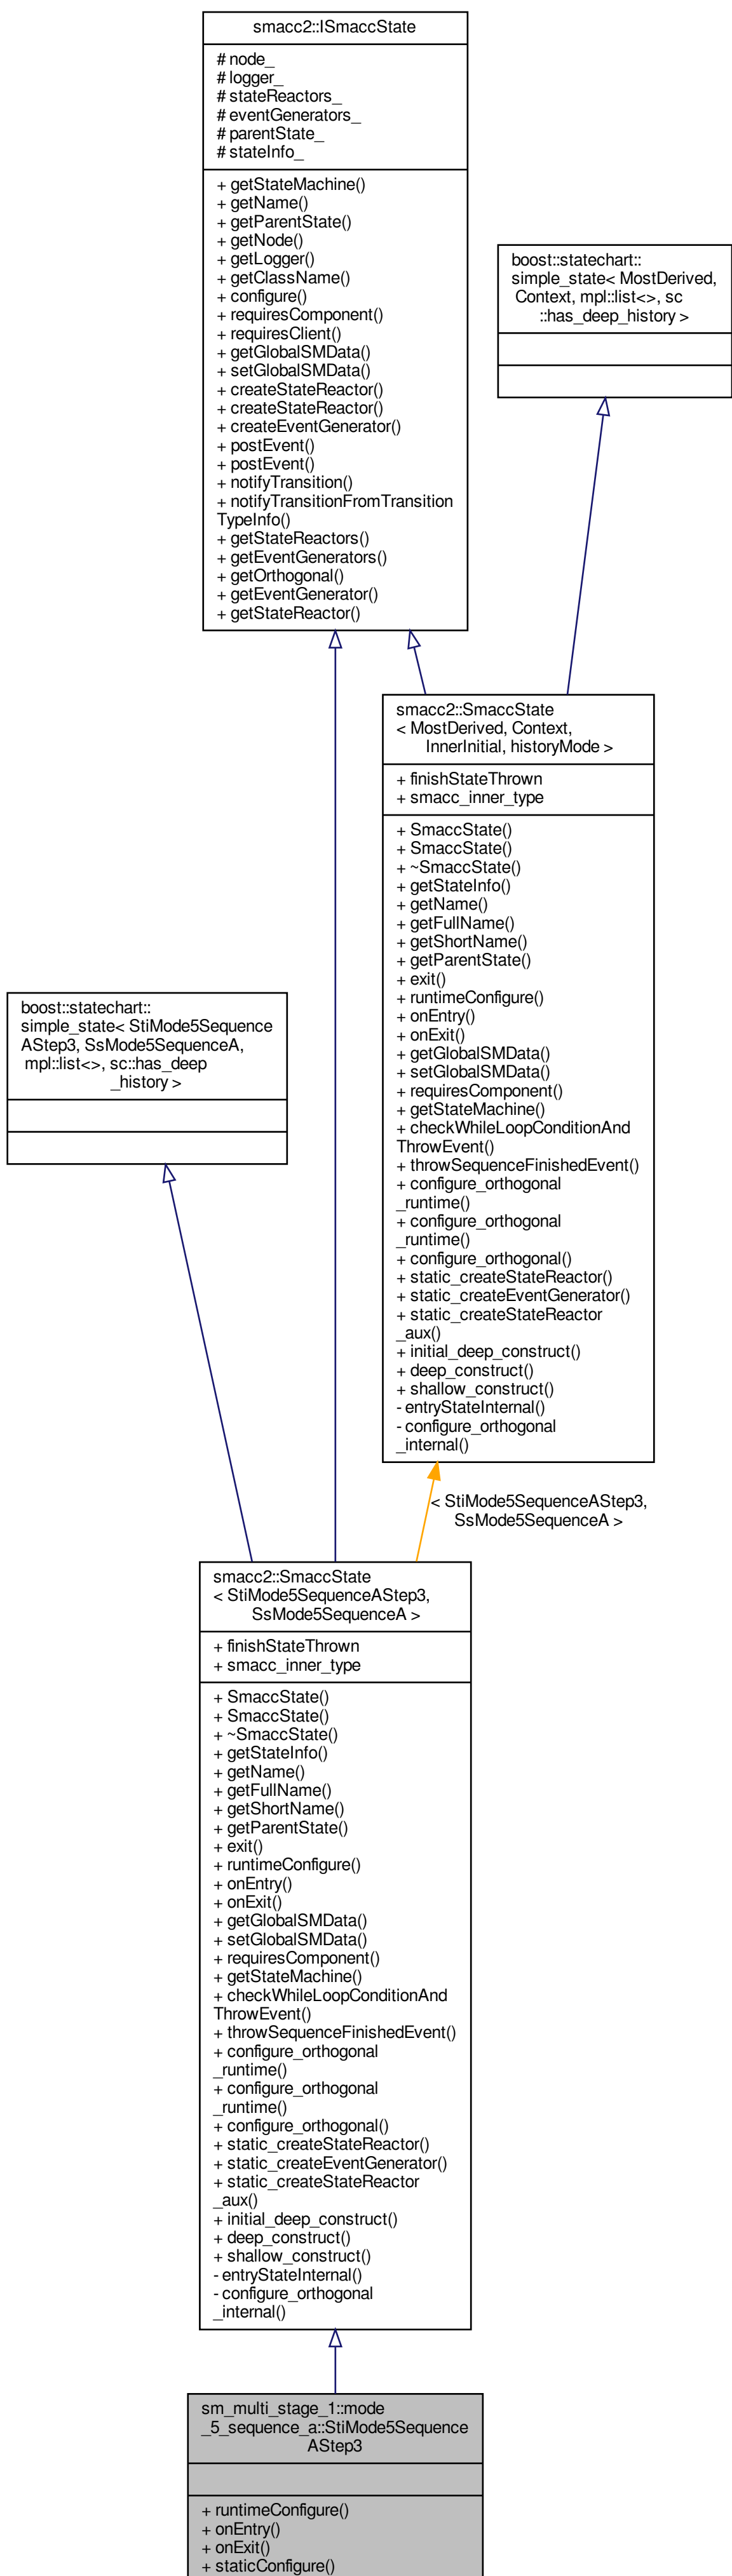 smacc2::ISmaccState
# node_
# logger_
# stateReactors_
# eventGenerators_
# parentState_
# stateInfo_
+ getStateMachine()
+ getName()
+ getParentState()
+ getNode()
+ getLogger()
+ getClassName()
+ configure()
+ requiresComponent()
+ requiresClient()
+ getGlobalSMData()
+ setGlobalSMData()
+ createStateReactor()
+ createStateReactor()
+ createEventGenerator()
+ postEvent()
+ postEvent()
+ notifyTransition()
+ notifyTransitionFromTransition
TypeInfo()
+ getStateReactors()
+ getEventGenerators()
+ getOrthogonal()
+ getEventGenerator()
+ getStateReactor()
boost::statechart::
simple_state< MostDerived,
Context, mpl::list<>, sc
::has_deep_history >
smacc2::SmaccState
< MostDerived, Context,
InnerInitial, historyMode >
+ finishStateThrown
+ smacc_inner_type
+ SmaccState()
+ SmaccState()
+ ~SmaccState()
+ getStateInfo()
+ getName()
+ getFullName()
+ getShortName()
+ getParentState()
+ exit()
+ runtimeConfigure()
+ onEntry()
+ onExit()
+ getGlobalSMData()
+ setGlobalSMData()
+ requiresComponent()
+ getStateMachine()
+ checkWhileLoopConditionAnd
ThrowEvent()
+ throwSequenceFinishedEvent()
+ configure_orthogonal
_runtime()
+ configure_orthogonal
_runtime()
+ configure_orthogonal()
+ static_createStateReactor()
+ static_createEventGenerator()
+ static_createStateReactor
_aux()
+ initial_deep_construct()
+ deep_construct()
+ shallow_construct()
- entryStateInternal()
- configure_orthogonal
_internal()
boost::statechart::
simple_state< StiMode5Sequence
AStep3, SsMode5SequenceA,
mpl::list<>, sc::has_deep
_history >
< StiMode5SequenceAStep3,
SsMode5SequenceA >
smacc2::SmaccState
< StiMode5SequenceAStep3,
SsMode5SequenceA >
+ finishStateThrown
+ smacc_inner_type
+ SmaccState()
+ SmaccState()
+ ~SmaccState()
+ getStateInfo()
+ getName()
+ getFullName()
+ getShortName()
+ getParentState()
+ exit()
+ runtimeConfigure()
+ onEntry()
+ onExit()
+ getGlobalSMData()
+ setGlobalSMData()
+ requiresComponent()
+ getStateMachine()
+ checkWhileLoopConditionAnd
ThrowEvent()
+ throwSequenceFinishedEvent()
+ configure_orthogonal
_runtime()
+ configure_orthogonal
_runtime()
+ configure_orthogonal()
+ static_createStateReactor()
+ static_createEventGenerator()
+ static_createStateReactor
_aux()
+ initial_deep_construct()
+ deep_construct()
+ shallow_construct()
- entryStateInternal()
- configure_orthogonal
_internal()
sm_multi_stage_1::mode
_5_sequence_a::StiMode5Sequence
AStep3
+ runtimeConfigure()
+ onEntry()
+ onExit()
+ staticConfigure()